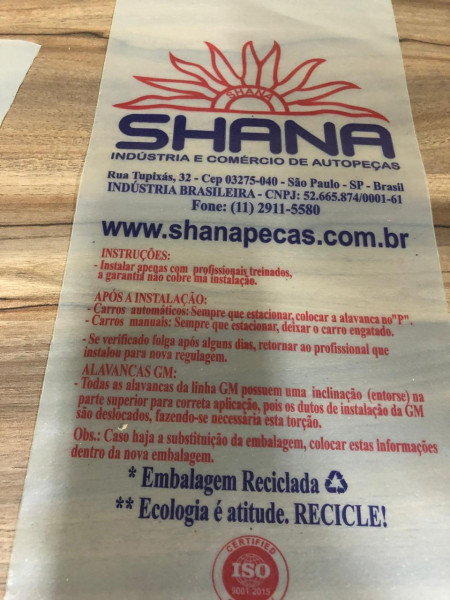 SHANA
SHANA
INDÚSTRIA E COMÉRCIO DE AUTOPEÇAS
Rua Tupixás, 32 - Cep 03275-040 - São Paulo - SP - Brasil
INDÚSTRIA BRASILEIRA - CNPJ: 52.665.874/0001-61
Fone: (11) 2911-5580
www.shanapecas.com.br
INSTRUÇÕES:
- Instalar apenas com profissionais treinados,
a garantia não cobre má instalação.
APÓS A INSTALAÇÃO:
- Carros automáticos: Sempre que estacionar, colocar a alavanca no "P".
- Carros manuais: Sempre que estacionar, deixar o carro engatado.
- Se verificado folga após alguns dias, retornar ao profissional que
instalou para nova regulagem.
ALAVANCAS GM:
- Todas as alavancas da linha GM possuem uma inclinação (entorse) na
parte superior para correta aplicação, pois os dutos de instalação da GM
são deslocados, fazendo-se necessária esta torção.
Obs.: Caso haja a substituição da embalagem, colocar estas Informações
dentro da nova embalagem.
* Embalagem Reciclada
** Ecologia é atitude. RECICLE!
CERTIFIED
ISO
9001:2015